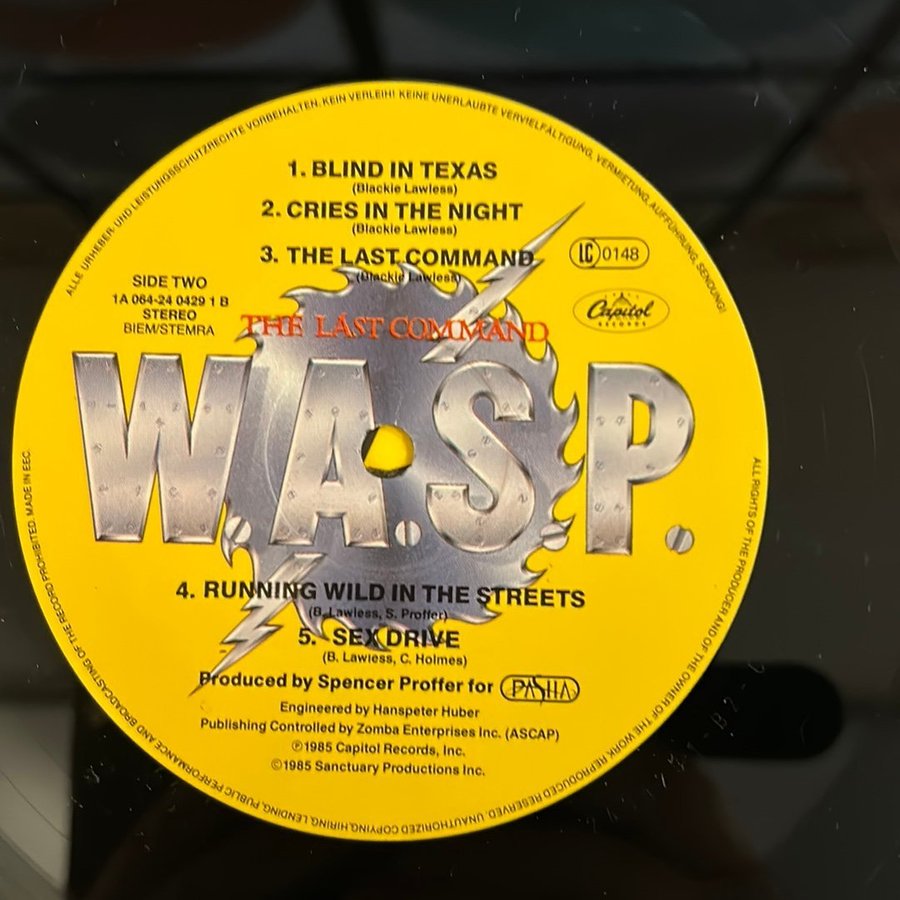 ALLE URHEBER- UND LEISTUNGSSCHUTZRECHTE VORBEHALTEN. KEIN VERLEIH! KEINE UNERLAUBTE VERVIELFÄLTIGUNG, VERMIETUNG, AUFFÜHRUNG, SENDUNG!
1. BLIND IN TEXAS
(Blackie Lawless)
2. CRIES IN THE NIGHT
(Blackie Lawless)
3. THE LAST COMMAND
(Blackie Lawless)
LC 0148
SIDE TWO
1A 064-24 0429 1 B
STEREO
BIEM/STEMRA
Capitol
RECORDS
THE LAST COMMAND
W.A.S.P.
4. RUNNING WILD IN THE STREETS
(B. Lawless, S. Proffer)
5. SEX DRIVE
(B. Lawless, C. Holmes)
Produced by Spencer Proffer for PASHA
Engineered by Hanspeter Huber
Publishing Controlled by Zomba Enterprises Inc. (ASCAP)
℗1985 Capitol Records, Inc.
©1985 Sanctuary Productions Inc.
ALL RIGHTS OF THE PRODUCER AND OF THE OWNER OF THE WORK REPRODUCED RESERVED. UNAUTHORIZED COPYING, HIRING, LENDING, PUBLIC PERFORMANCE AND BROADCASTING OF THE RECORD PROHIBITED. MADE IN EEC.